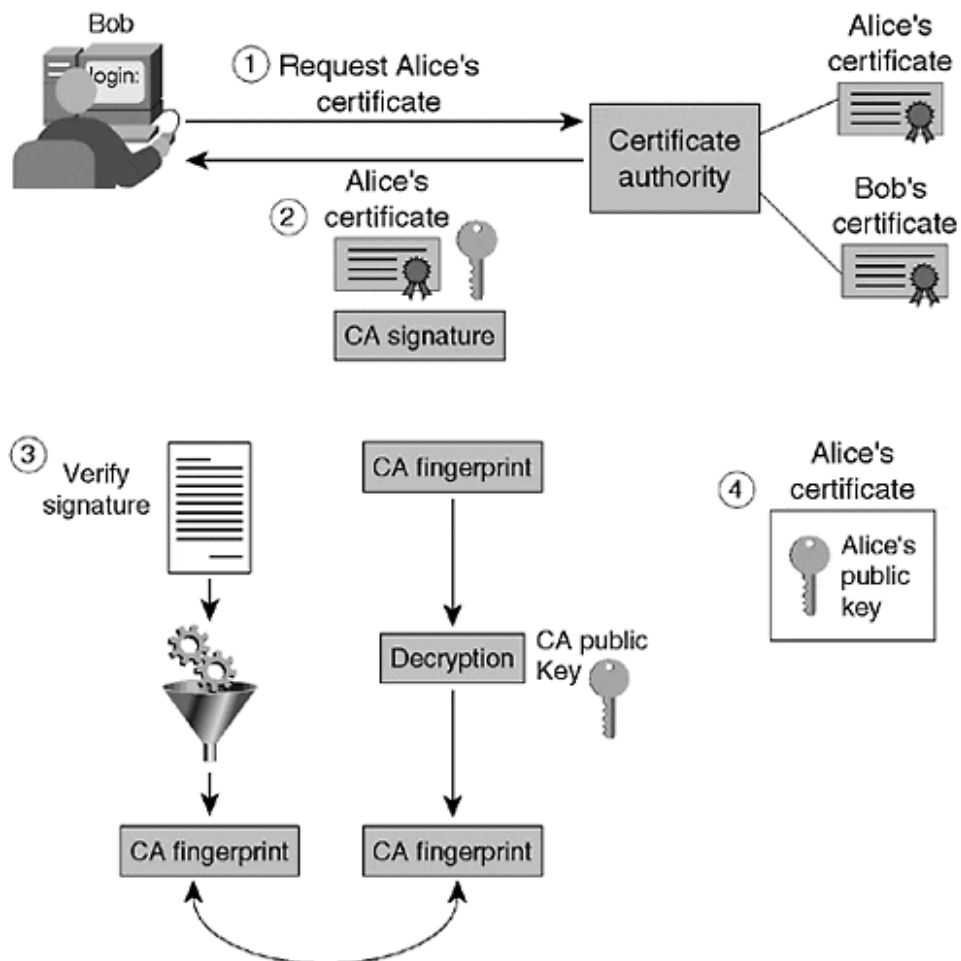 Bob
login:
1 Request Alice's
certificate
Certificate
authority
Alice's
certificate
Bob's
certificate
2
Alice's
certificate
CA signature
3
Verify
signature
CA fingerprint
CA fingerprint
Decryption
CA public
Key
CA fingerprint
4
Alice's
certificate
Alice's
public
key